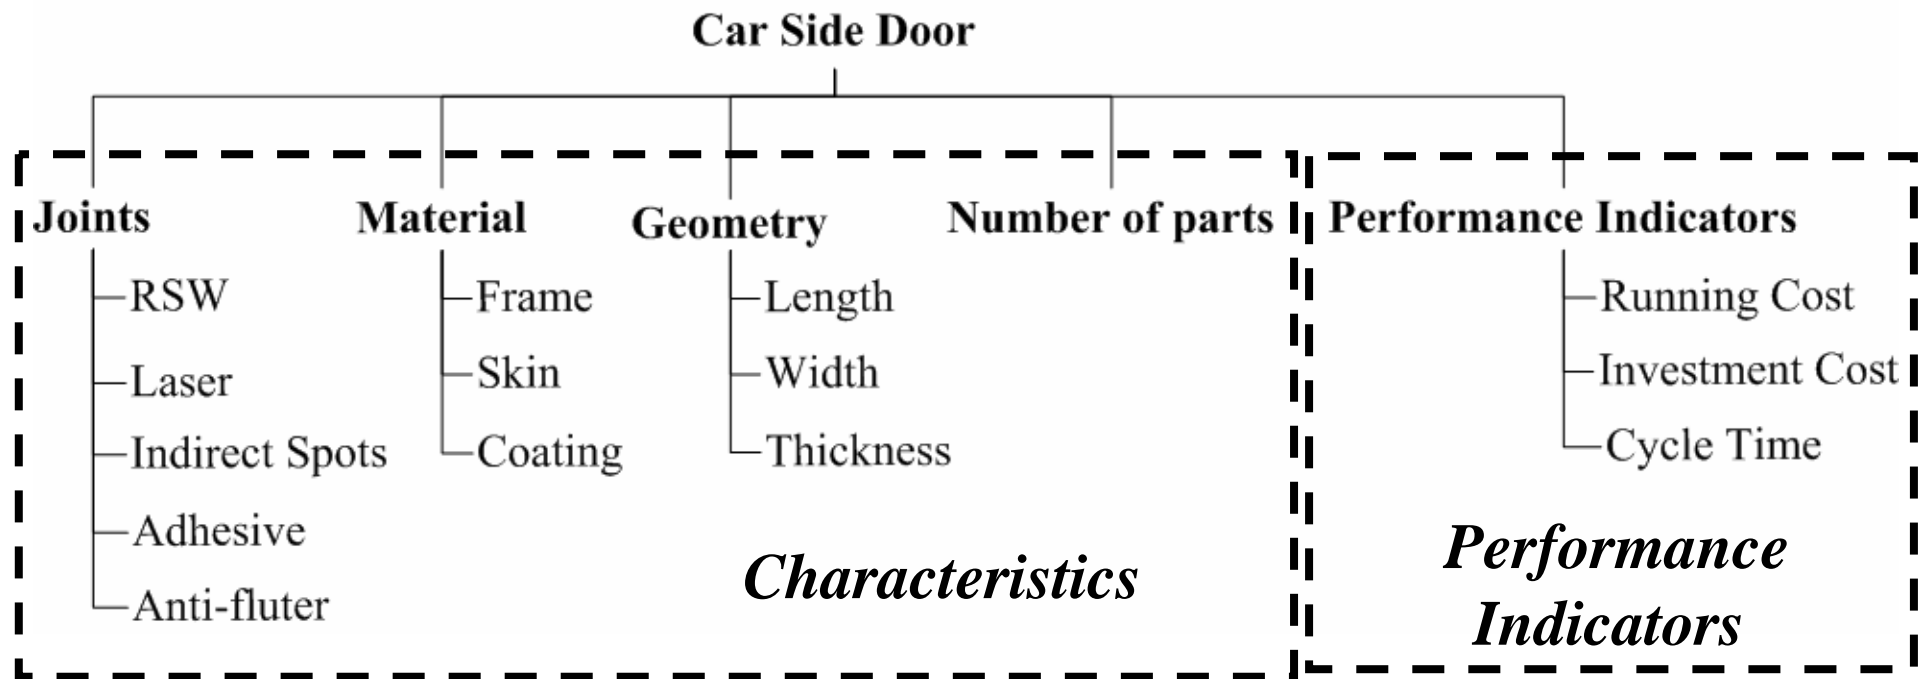 Car Side Door
Joints
RSW
Laser
Indirect Spots
Adhesive
Anti-fluter
Material
Frame
Skin
Coating
Geometry
Length
Width
Thickness
Number of parts
Characteristics
Performance Indicators
Running Cost
Investment Cost
Cycle Time
Performance
Indicators